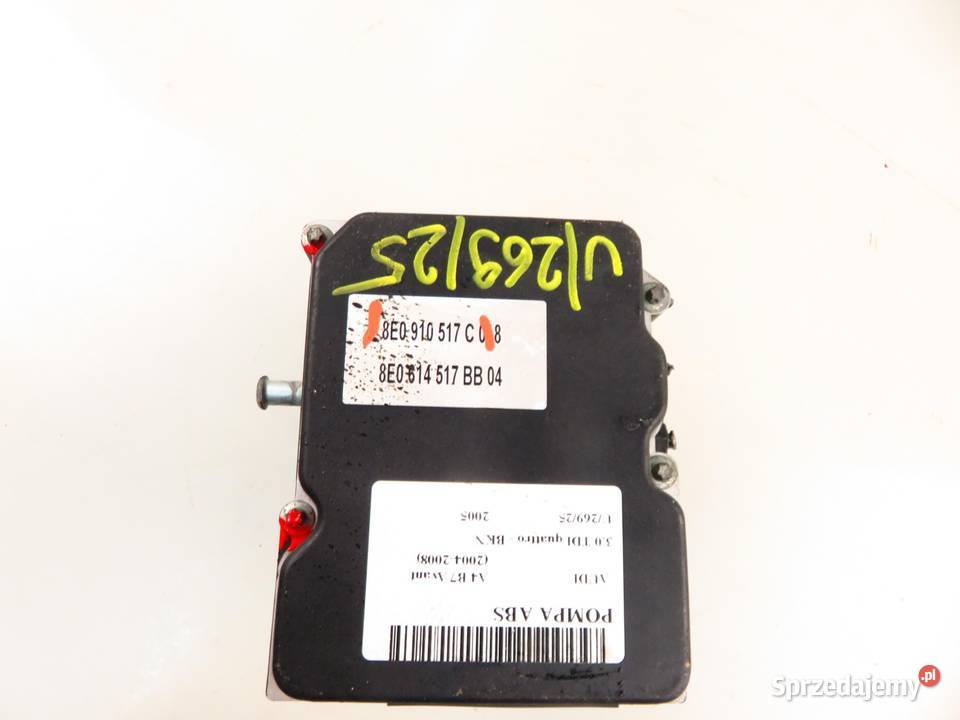 U/269/25
8E0 910 517 C 0 8
8E0 614 517 BB 04
POMPA ABS
AUDI A4 B7 Avant
(2004-2008)
3.0 TDI quattro - BKN
2005
U/269/25
Sprzedajemy.pl